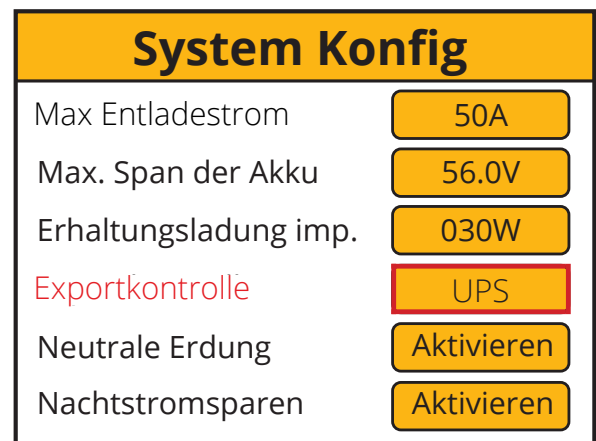 System Konfig
Max Entladestrom 50A
Max. Span der Akku 56.0V
Erhaltungsladung imp. 030W
Exportkontrolle UPS
Neutrale Erdung Aktivieren
Nachtstromsparen Aktivieren